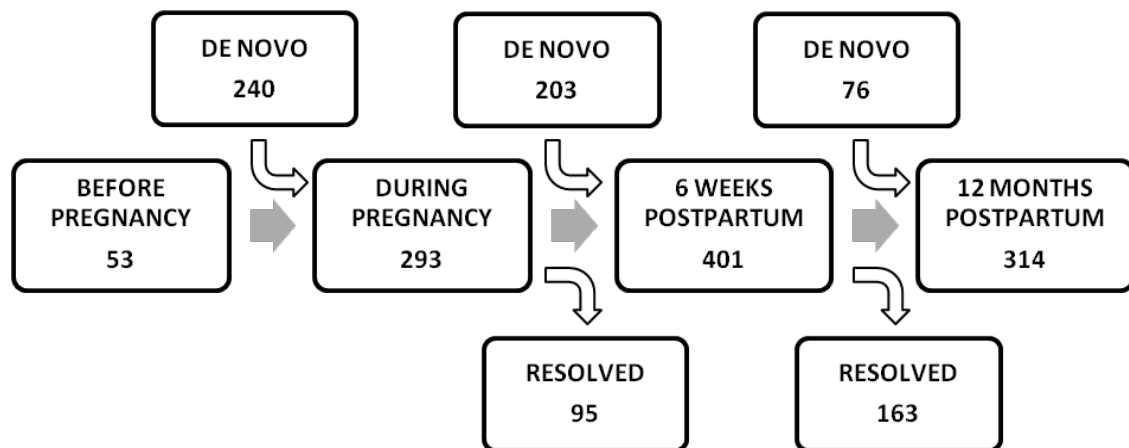 DE NOVO
240
DE NOVO
203
DE NOVO
76
BEFORE
PREGNANCY
53
DURING
PREGNANCY
293
6 WEEKS
POSTPARTUM
401
12 MONTHS
POSTPARTUM
314
RESOLVED
95
RESOLVED
163